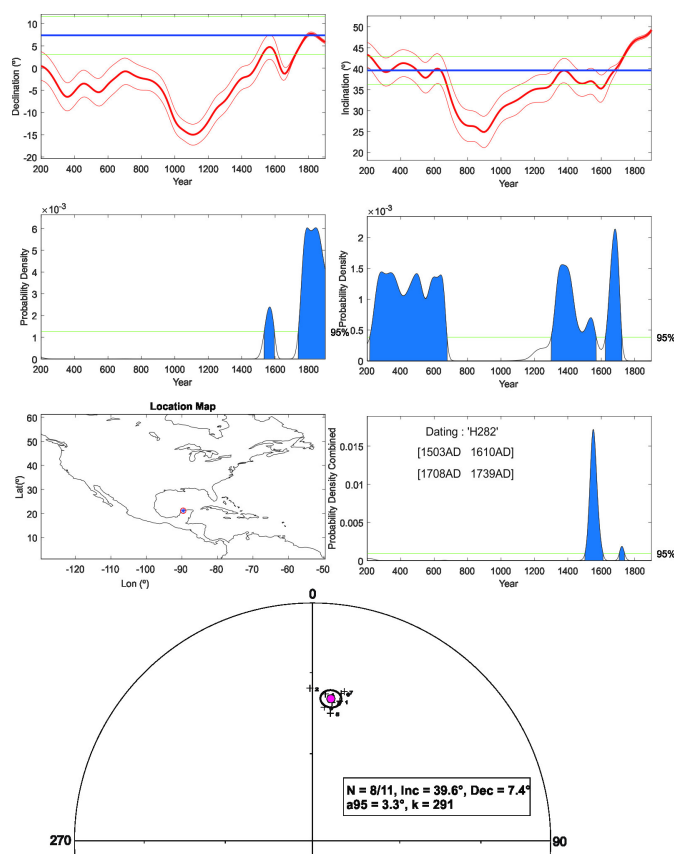 Declination (º)
10
5
0
-5
-10
-15
-20
200 400 600 800 1000 1200 1400 1600 1800
Year
Inclination (º)
50
45
40
35
30
25
20
200 400 600 800 1000 1200 1400 1600 1800
Year
×10⁻³
Probability Density
6
5
4
3
2
1
0
95%
200 400 600 800 1000 1200 1400 1600 1800
Year
×10⁻³
Probability Density
2
1.5
1
0.5
0
95%
200 400 600 800 1000 1200 1400 1600 1800
Year
Location Map
Lat(º)
60
50
40
30
20
10
-120 -110 -100 -90 -80 -70 -60 -50
Lon (º)
Probability Density Combined
Dating : 'H282'
[1503AD 1610AD]
[1708AD 1739AD]
0.015
0.01
0.005
0
95%
200 400 600 800 1000 1200 1400 1600 1800
Year
0
270
90
N = 8/11, Inc = 39.6°, Dec = 7.4°
a95 = 3.3°, k = 291